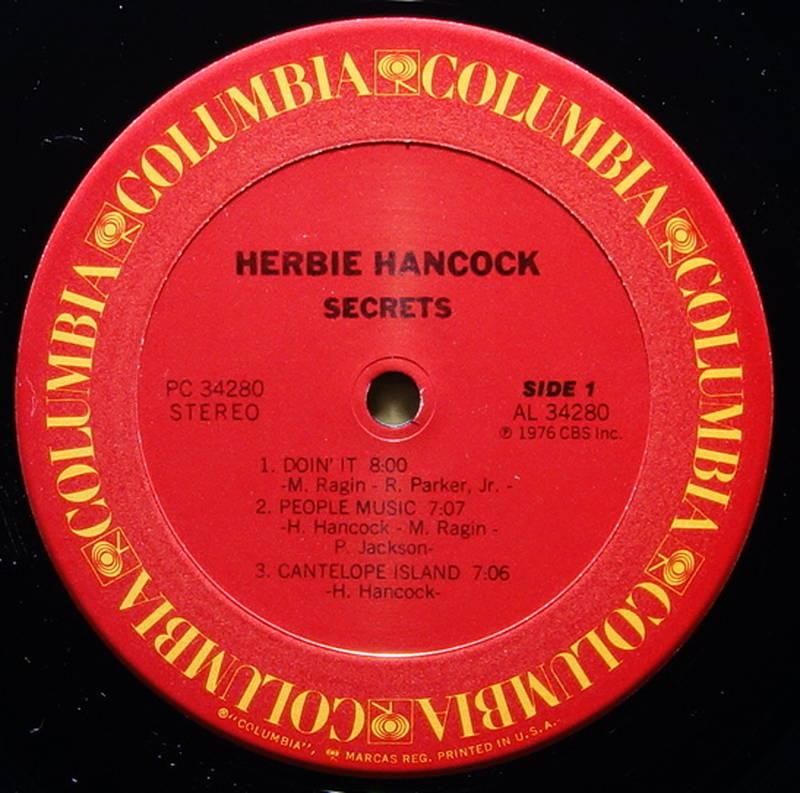 COLUMBIA COLUMBIA COLUMBIA COLUMBIA COLUMBIA COLUMBIA
HERBIE HANCOCK
SECRETS
PC 34280
STEREO
SIDE 1
AL 34280
℗ 1976 CBS Inc.
1. DOIN' IT 8:00
-M. Ragin - R. Parker, Jr. -
2. PEOPLE MUSIC 7:07
-H. Hancock - M. Ragin -
P. Jackson-
3. CANTELOPE ISLAND 7:06
-H. Hancock-
®"COLUMBIA", MARCAS REG. PRINTED IN U.S.A.